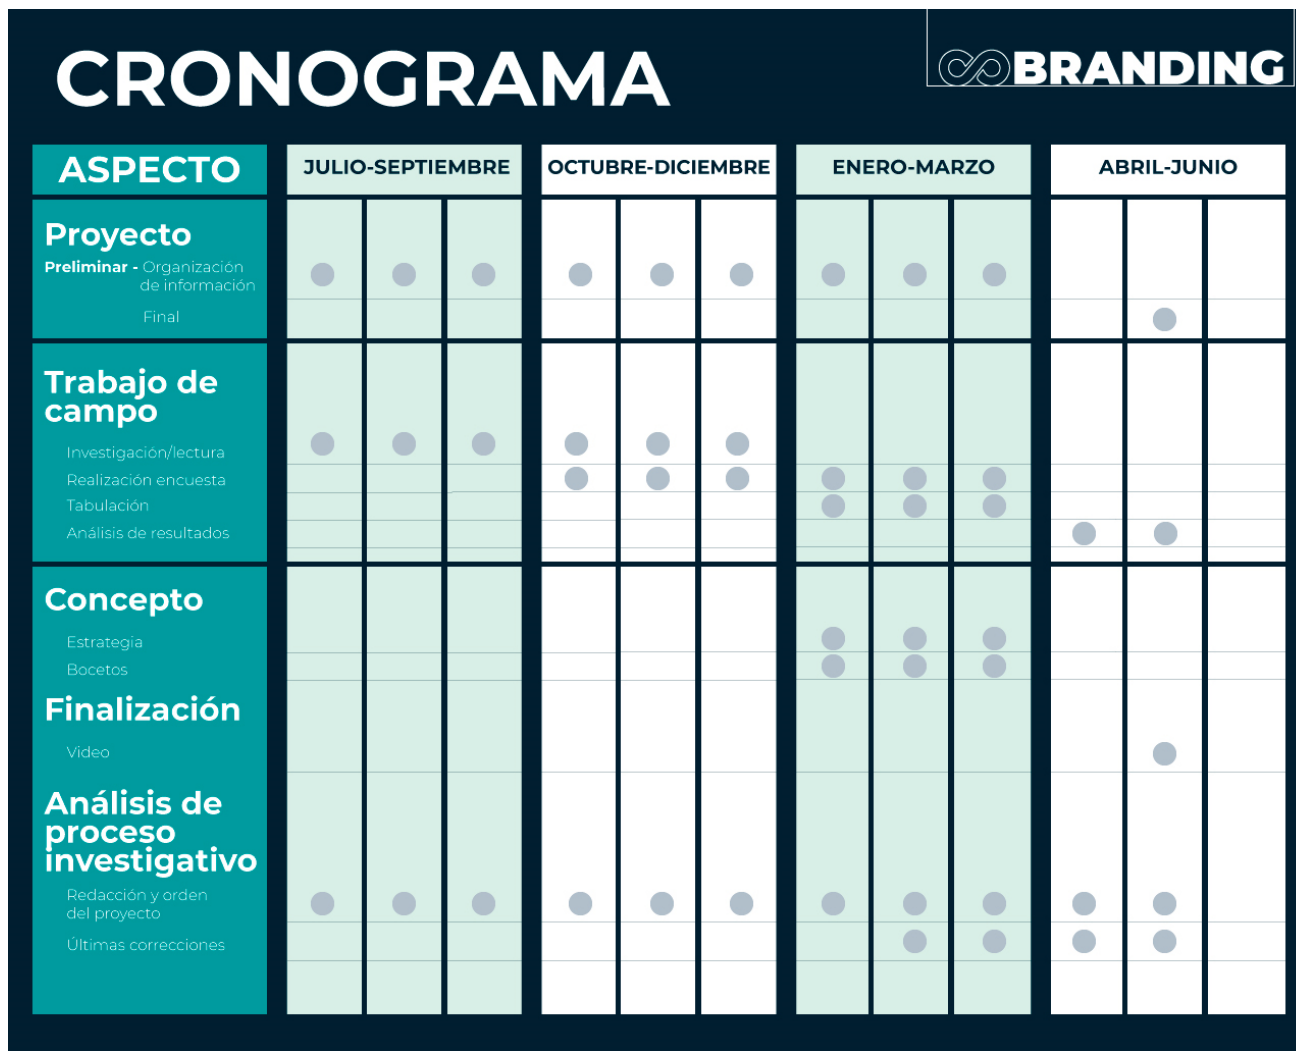 CRONOGRAMA
BRANDING
ASPECTO
JULIO-SEPTIEMBRE
OCTUBRE-DICIEMBRE
ENERO-MARZO
ABRIL-JUNIO
Proyecto
Preliminar - Organización
de información
Final
Trabajo de
campo
Investigación/lectura
Realización encuesta
Tabulación
Análisis de resultados
Concepto
Estrategia
Bocetos
Finalización
Video
Análisis de
proceso
investigativo
Redacción y orden
del proyecto
Últimas correcciones